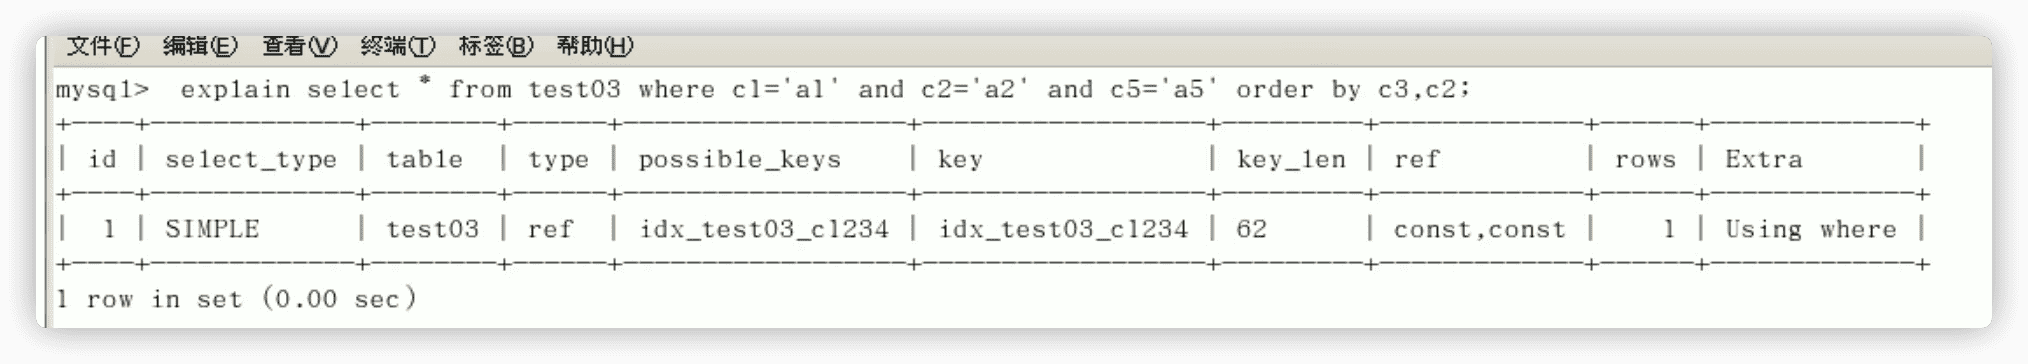 文件(F) 编辑(E) 查看(V) 终端(T) 标签(B) 帮助(H)
mysql>  explain select * from test03 where c1='a1' and c2='a2' and c5='a5' order by c3,c2;
+----+-------------+--------+------+------------------+------------------+---------+-------------+------+-------------+
| id | select_type | table  | type | possible_keys    | key              | key_len | ref         | rows | Extra       |
+----+-------------+--------+------+------------------+------------------+---------+-------------+------+-------------+
|  1 | SIMPLE      | test03 | ref  | idx_test03_c1234 | idx_test03_c1234 | 62      | const,const |    1 | Using where |
+----+-------------+--------+------+------------------+------------------+---------+-------------+------+-------------+
1 row in set (0.00 sec)